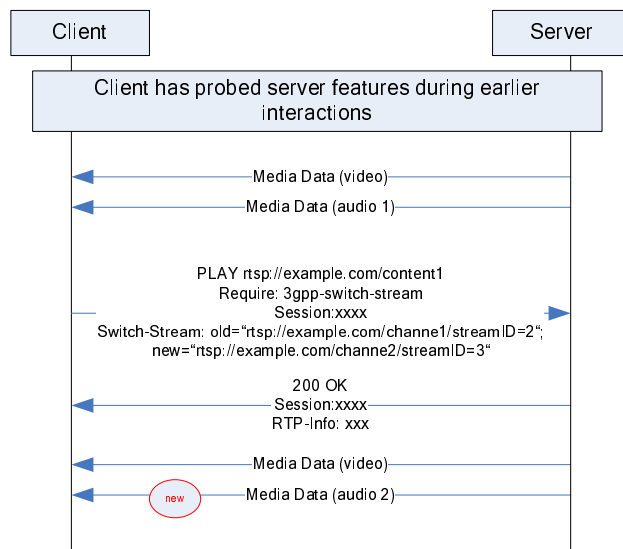 Client
Server
Client has probed server features during earlier
interactions
Media Data (video)
Media Data (audio 1)
PLAY rtsp://example.com/content1
Require: 3gpp-switch-stream
Session:xxxx
Switch-Stream: old=“rtsp://example.com/channe1/streamID=2“;
new=“rtsp://example.com/channe2/streamID=3“
200 OK
Session:xxxx
RTP-Info: xxx
Media Data (video)
new
Media Data (audio 2)